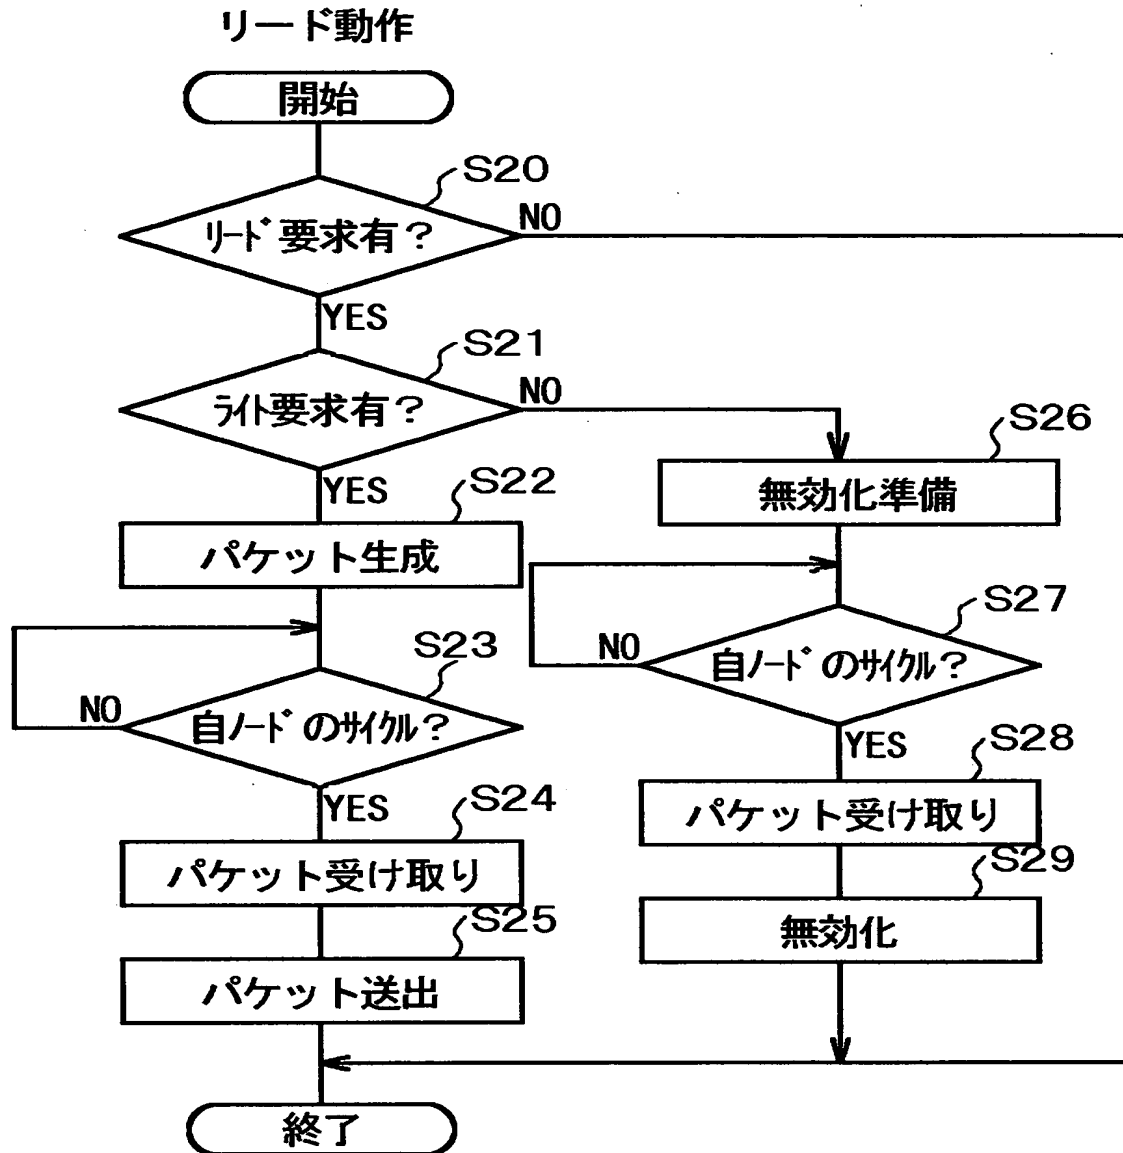 リード動作
開始
S20
リード要求有?
NO
YES
S21
ライト要求有?
NO
YES
S22
パケット生成
S23
自ノードのサイクル?
NO
YES
S24
パケット受け取り
S25
パケット送出
S26
無効化準備
S27
自ノードのサイクル?
NO
YES
S28
パケット受け取り
S29
無効化
終了